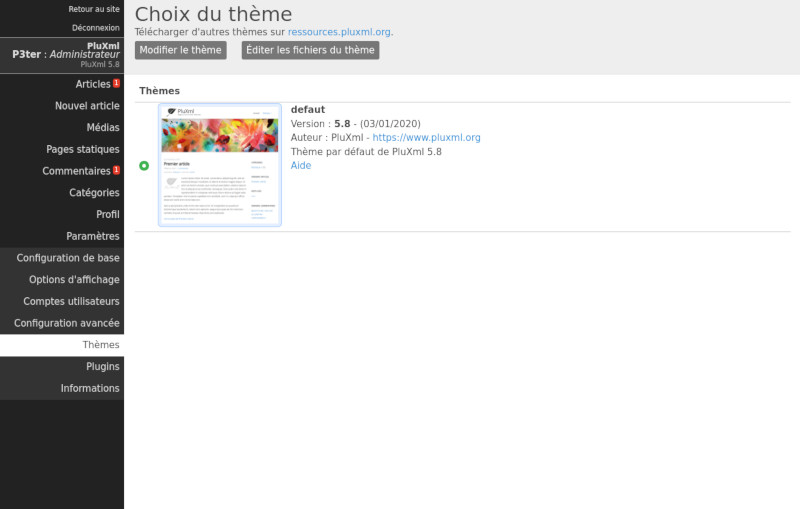 Retour au site
Déconnexion
PluXml
P3ter : Administrateur
PluXml 5.8
Articles 1
Nouvel article
Médias
Pages statiques
Commentaires 1
Catégories
Profil
Paramètres
Configuration de base
Options d'affichage
Comptes utilisateurs
Configuration avancée
Thèmes
Plugins
Informations
Choix du thème
Télécharger d'autres thèmes sur ressources.pluxml.org.
Modifier le thème
Éditer les fichiers du thème
Thèmes
PluXml
Premier article
defaut
Version : 5.8 - (03/01/2020)
Auteur : PluXml - https://www.pluxml.org
Thème par défaut de PluXml 5.8
Aide